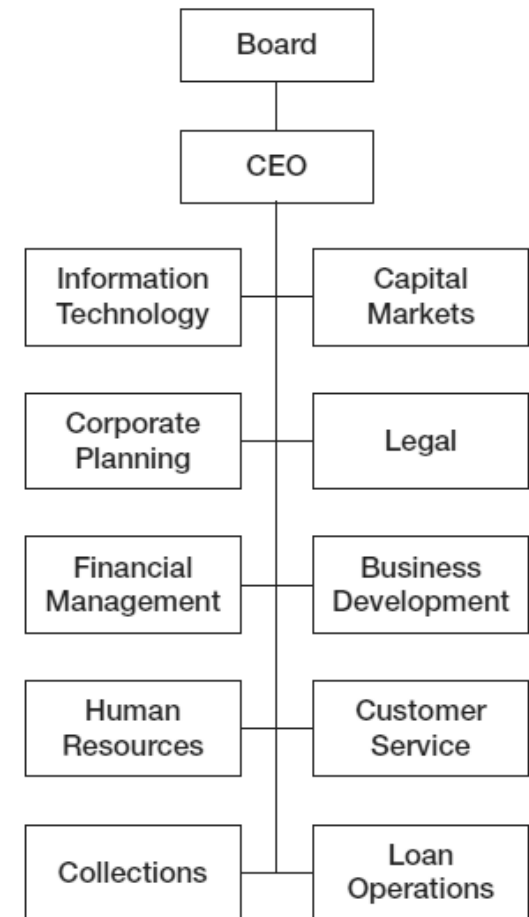 Board
CEO
Information
Technology
Capital
Markets
Corporate
Planning
Legal
Financial
Management
Business
Development
Human
Resources
Customer
Service
Collections
Loan
Operations